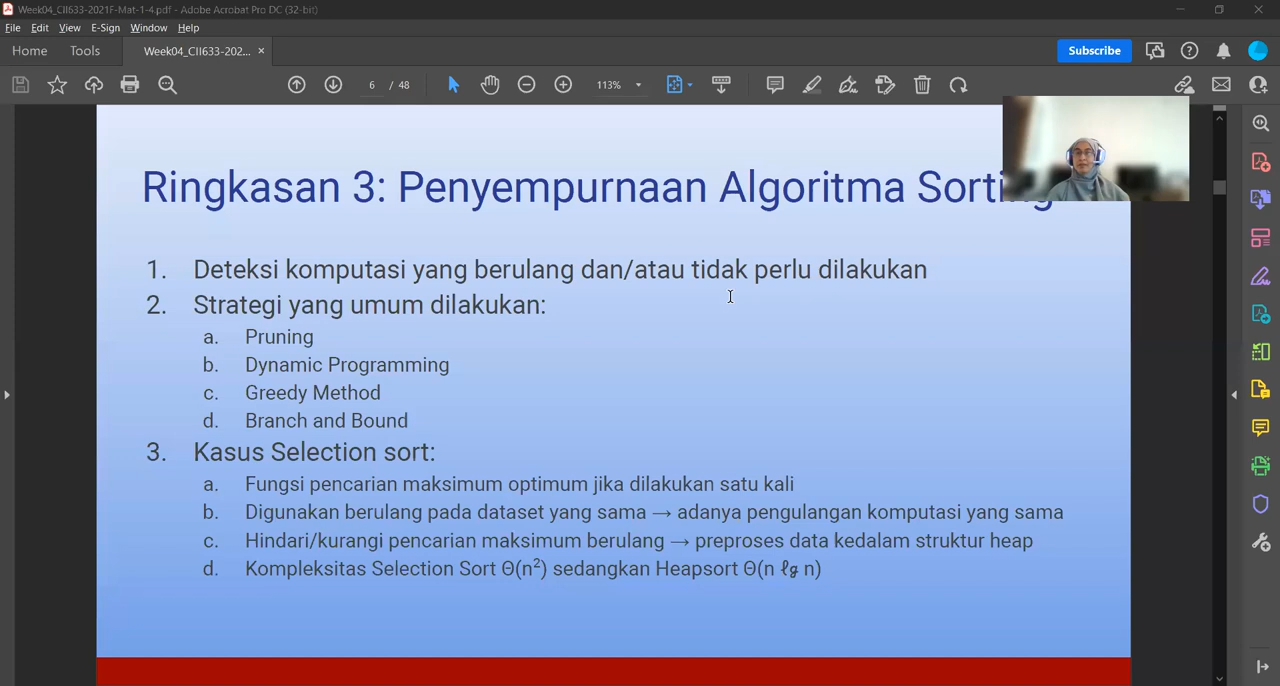 Week04_CII633-2021F-Mat-1-4.pdf - Adobe Acrobat Pro DC (32-bit)
File Edit View E-Sign Window Help
Home Tools Week04_CII633-202... × Subscribe
6 / 48 113%
Ringkasan 3: Penyempurnaan Algoritma Sorting
1. Deteksi komputasi yang berulang dan/atau tidak perlu dilakukan
2. Strategi yang umum dilakukan:
a. Pruning
b. Dynamic Programming
c. Greedy Method
d. Branch and Bound
3. Kasus Selection sort:
a. Fungsi pencarian maksimum optimum jika dilakukan satu kali
b. Digunakan berulang pada dataset yang sama → adanya pengulangan komputasi yang sama
c. Hindari/kurangi pencarian maksimum berulang → preproses data kedalam struktur heap
d. Kompleksitas Selection Sort Θ(n²) sedangkan Heapsort Θ(n ℓg n)